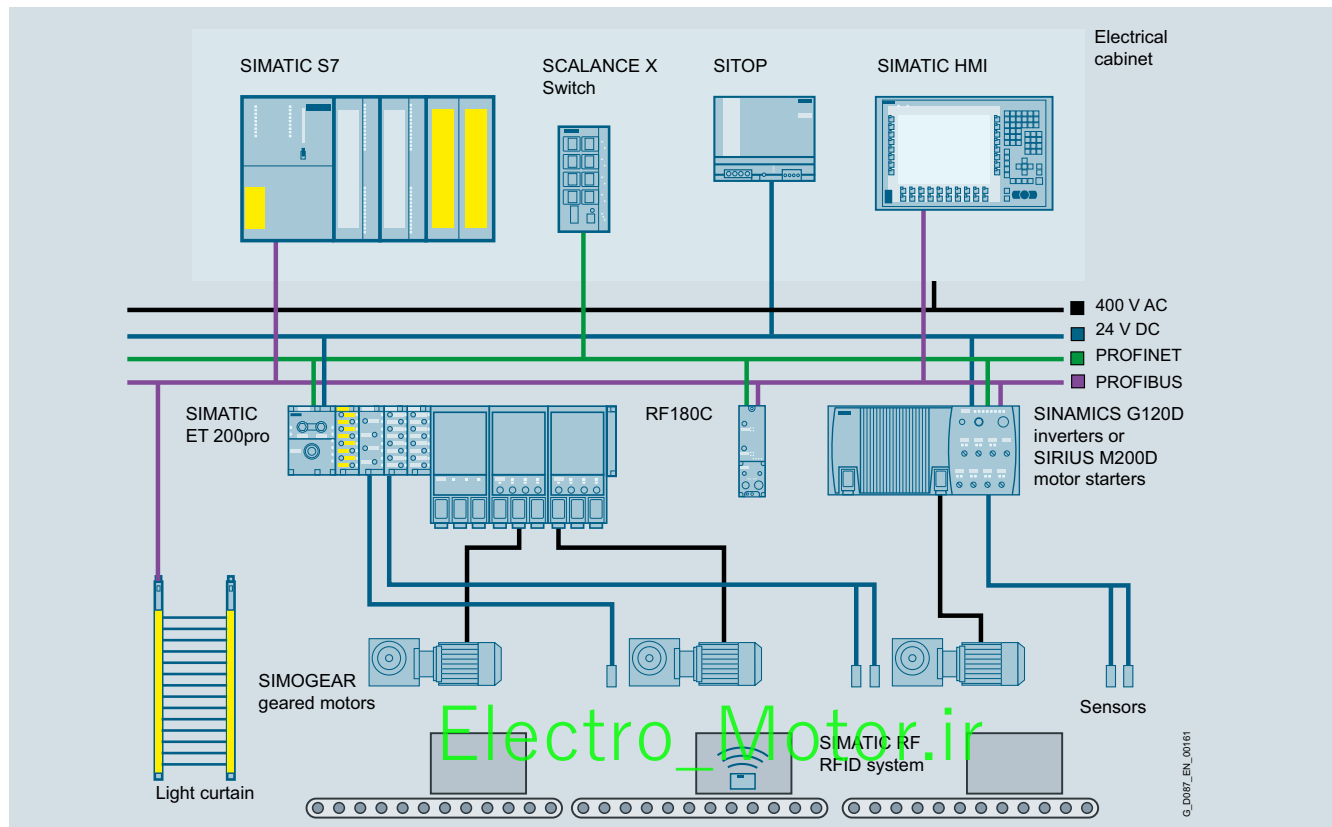 Electrical
cabinet
SIMATIC S7
SCALANCE X
Switch
SITOP
SIMATIC HMI
400 V AC
24 V DC
PROFINET
PROFIBUS
SIMATIC
ET 200pro
RF180C
SINAMICS G120D
inverters or
SIRIUS M200D
motor starters
SIMOGEAR
geared motors
Sensors
Electro_Motor.ir
SIMATIC RF
RFID system
Light curtain
G_D087_EN_00161